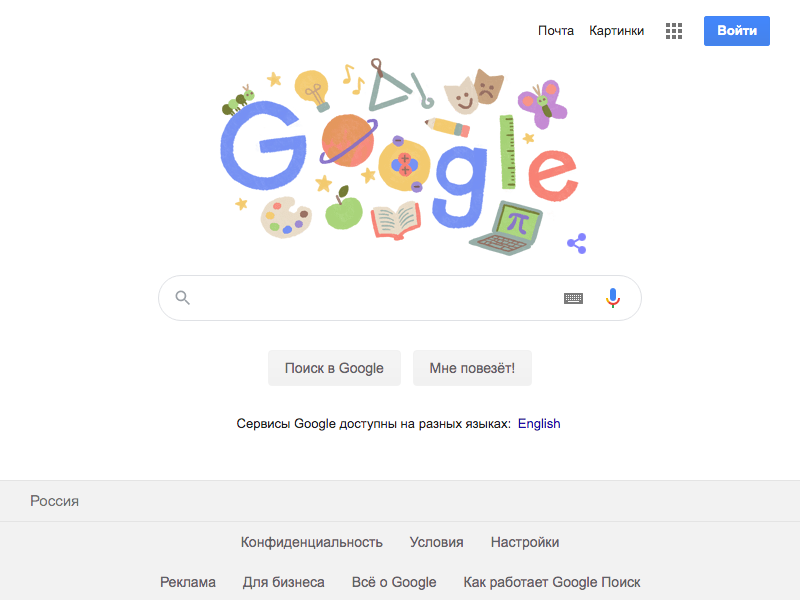 Почта Картинки Войти
Google
π
Поиск в Google Мне повезёт!
Сервисы Google доступны на разных языках: English
Россия
Конфиденциальность Условия Настройки
Реклама Для бизнеса Всё о Google Как работает Google Поиск